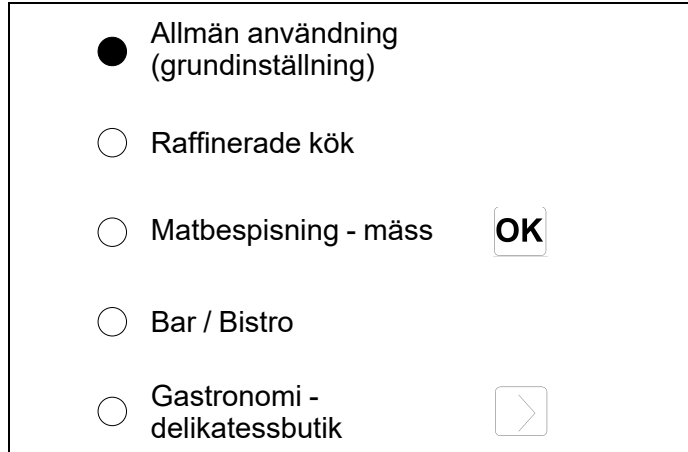 Allmän användning
(grundinställning)
Raffinerade kök
Matbespisning - mäss
OK
Bar / Bistro
Gastronomi -
delikatessbutik